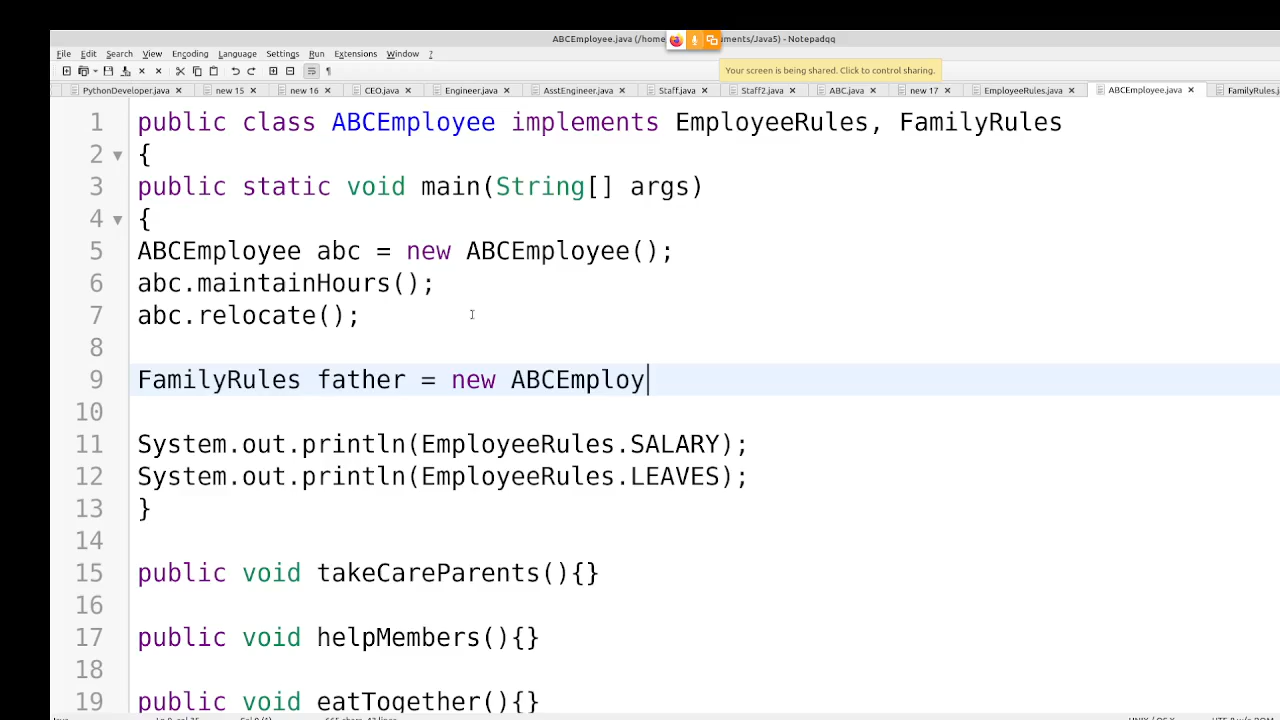 ABCEmployee.java (/home uments/Java5) - Notepadqq
File Edit Search View Encoding Language Settings Run Extensions Window ?
Your screen is being shared. Click to control sharing.
PythonDeveloper.java new 15 new 16 CEO.java Engineer.java AsstEngineer.java Staff.java Staff2.java ABC.java new 17 EmployeeRules.java ABCEmployee.java FamilyRules.j
1 public class ABCEmployee implements EmployeeRules, FamilyRules
2 {
3 public static void main(String[] args)
4 {
5 ABCEmployee abc = new ABCEmployee();
6 abc.maintainHours();
7 abc.relocate();
8
9 FamilyRules father = new ABCEmploy
10
11 System.out.println(EmployeeRules.SALARY);
12 System.out.println(EmployeeRules.LEAVES);
13 }
14
15 public void takeCareParents(){}
16
17 public void helpMembers(){}
18
19 public void eatTogether(){}